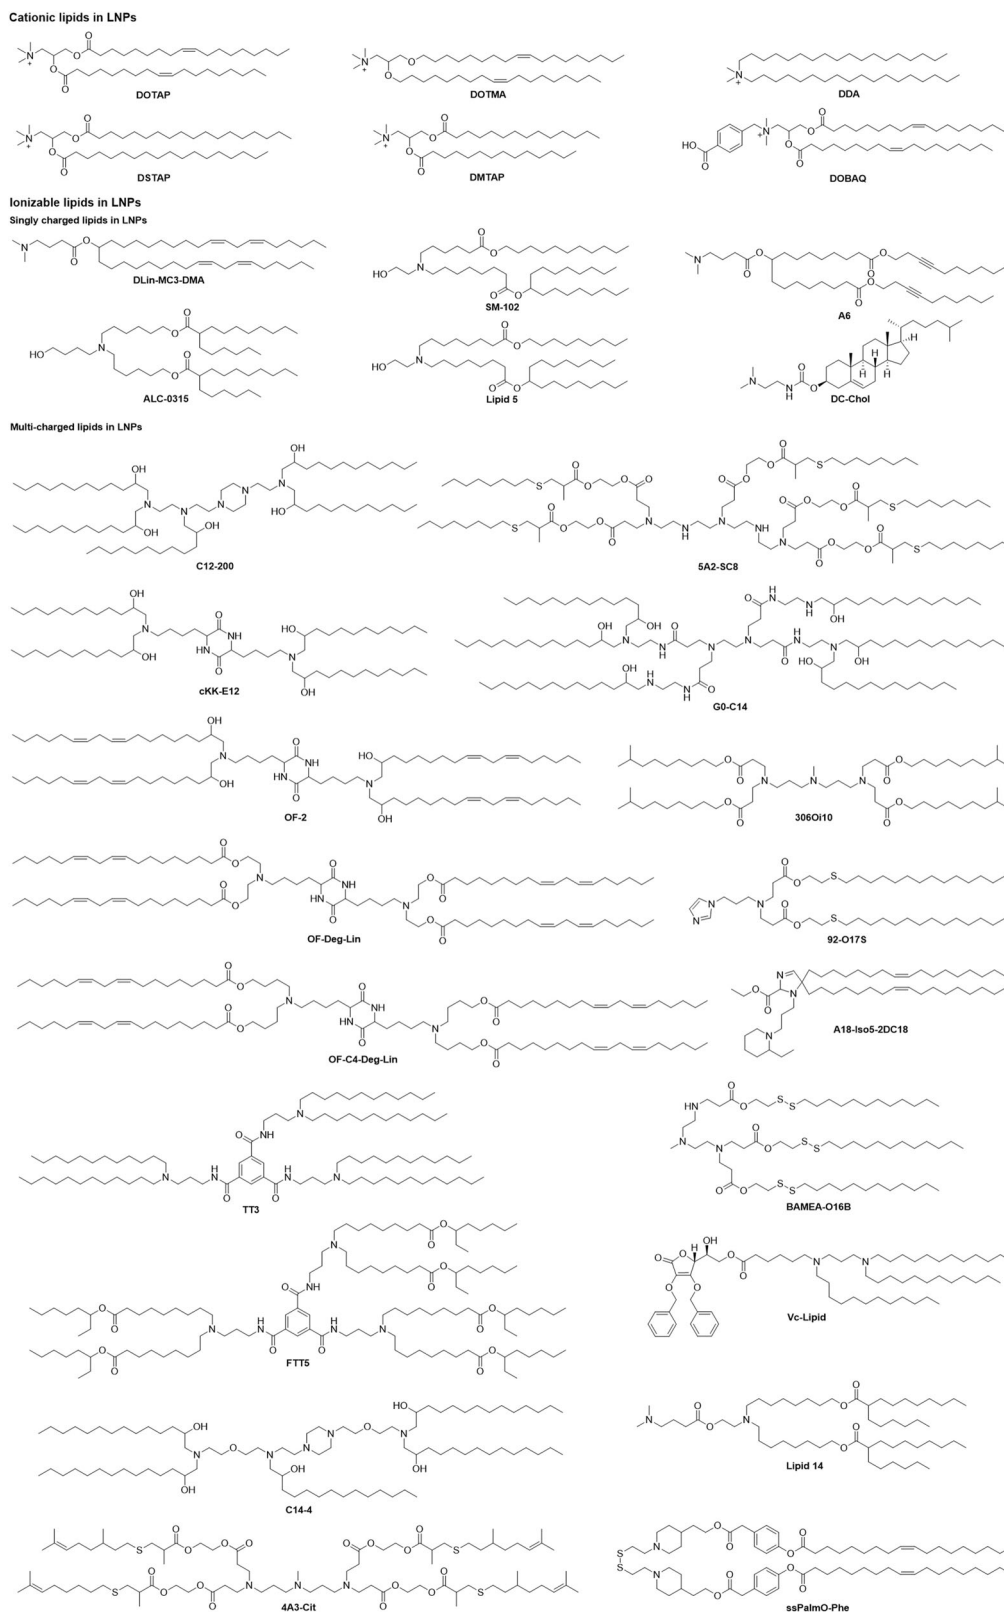 Cationic lipids in LNPs
DOTAP
DOTMA
DDA
DSTAP
DMTAP
DOBAQ
Ionizable lipids in LNPs
Singly charged lipids in LNPs
DLin-MC3-DMA
SM-102
A6
ALC-0315
Lipid 5
DC-Chol
Multi-charged lipids in LNPs
C12-200
5A2-SC8
cKK-E12
G0-C14
OF-2
306Oi10
OF-Deg-Lin
92-O17S
OF-C4-Deg-Lin
A18-Iso5-2DC18
TT3
BAMEA-O16B
FTT5
Vc-Lipid
C14-4
Lipid 14
4A3-Cit
ssPalmO-Phe